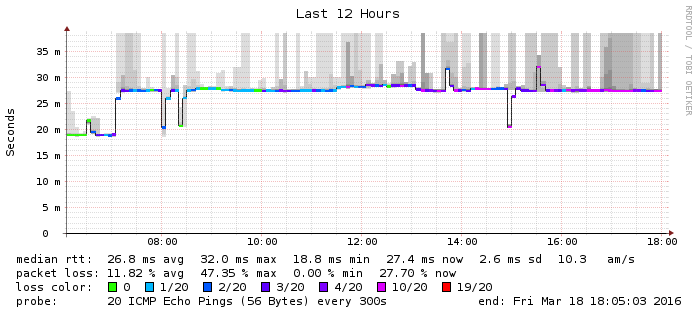 Last 12 Hours
RRDTOOL / TOBI OETIKER
Seconds
35 m
30 m
25 m
20 m
15 m
10 m
5 m
0
08:00 10:00 12:00 14:00 16:00 18:00
median rtt: 26.8 ms avg 32.0 ms max 18.8 ms min 27.4 ms now 2.6 ms sd 10.3 am/s
packet loss: 11.82 % avg 47.35 % max 0.00 % min 27.70 % now
loss color: 0 1/20 2/20 3/20 4/20 10/20 19/20
probe: 20 ICMP Echo Pings (56 Bytes) every 300s end: Fri Mar 18 18:05:03 2016